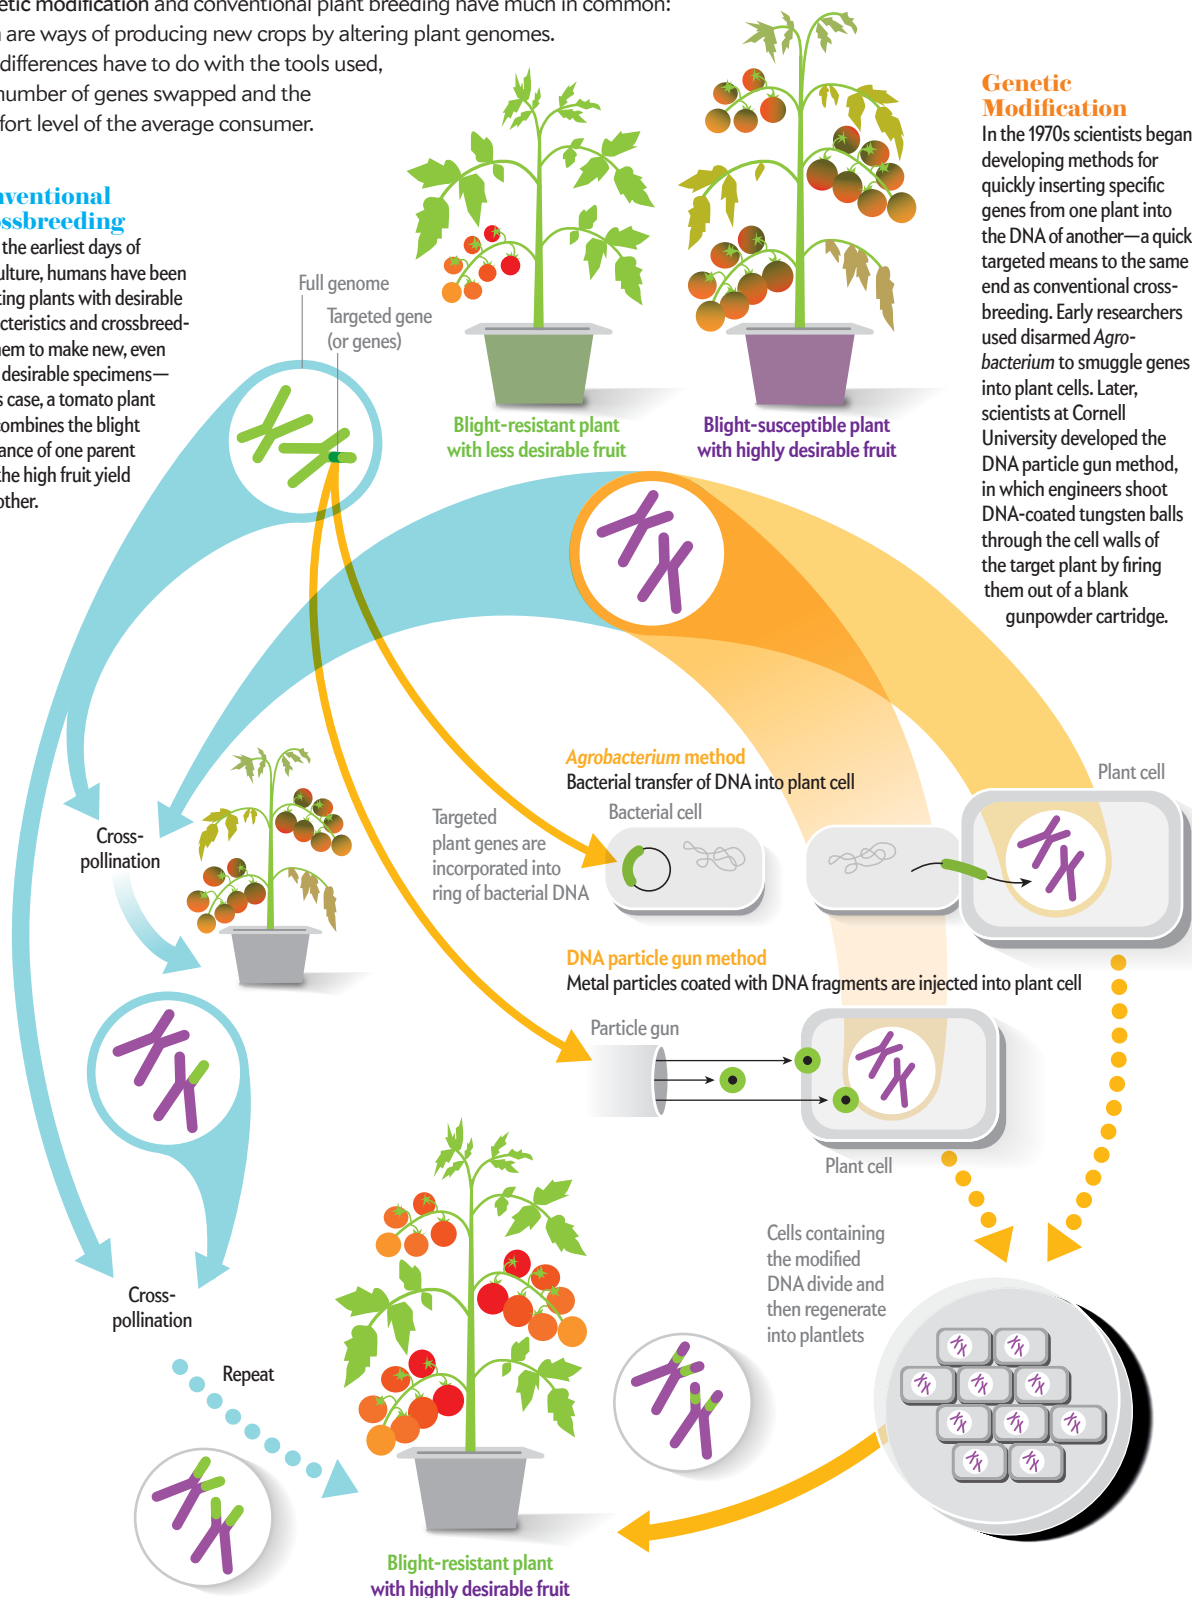 etic modification and conventional plant breeding have much in common:
are ways of producing new crops by altering plant genomes.
differences have to do with the tools used,
number of genes swapped and the
fort level of the average consumer.
nventional
ssbreeding
the earliest days of
ulture, humans have been
ting plants with desirable
cteristics and crossbreed-
hem to make new, even
desirable specimens—
s case, a tomato plant
combines the blight
ance of one parent
the high fruit yield
other.
Full genome
Targeted gene
(or genes)
Blight-resistant plant
with less desirable fruit
Blight-susceptible plant
with highly desirable fruit
Genetic
Modification
In the 1970s scientists began
developing methods for
quickly inserting specific
genes from one plant into
the DNA of another—a quick
targeted means to the same
end as conventional cross-
breeding. Early researchers
used disarmed Agro-
bacterium to smuggle genes
into plant cells. Later,
scientists at Cornell
University developed the
DNA particle gun method,
in which engineers shoot
DNA-coated tungsten balls
through the cell walls of
the target plant by firing
them out of a blank
gunpowder cartridge.
Cross-
pollination
Agrobacterium method
Bacterial transfer of DNA into plant cell
Targeted
plant genes are
incorporated into
ring of bacterial DNA
Bacterial cell
Plant cell
DNA particle gun method
Metal particles coated with DNA fragments are injected into plant cell
Particle gun
Plant cell
Cross-
pollination
Repeat
Cells containing
the modified
DNA divide and
then regenerate
into plantlets
Blight-resistant plant
with highly desirable fruit